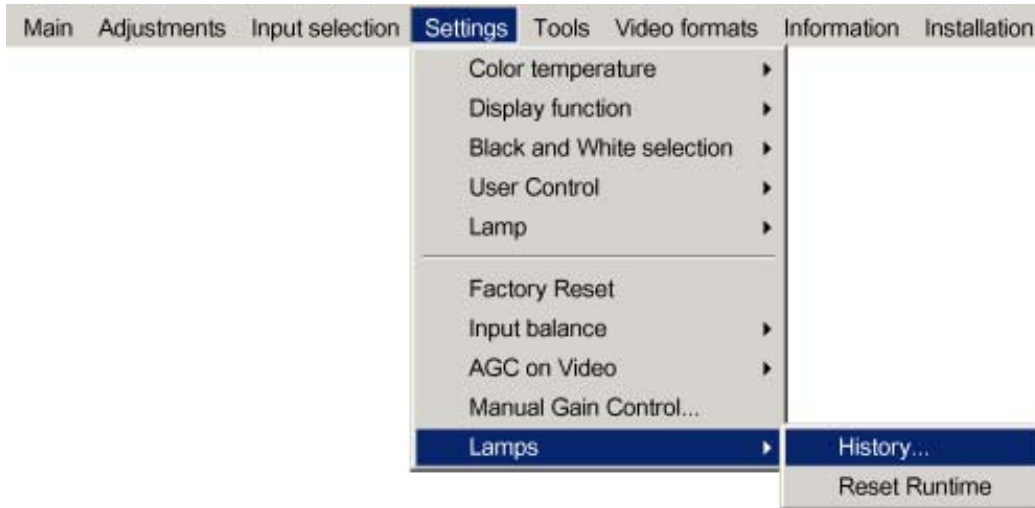 Main Adjustments Input selection Settings Tools Video formats Information Installation
Color temperature
Display function
Black and White selection
User Control
Lamp
Factory Reset
Input balance
AGC on Video
Manual Gain Control...
Lamps
History...
Reset Runtime